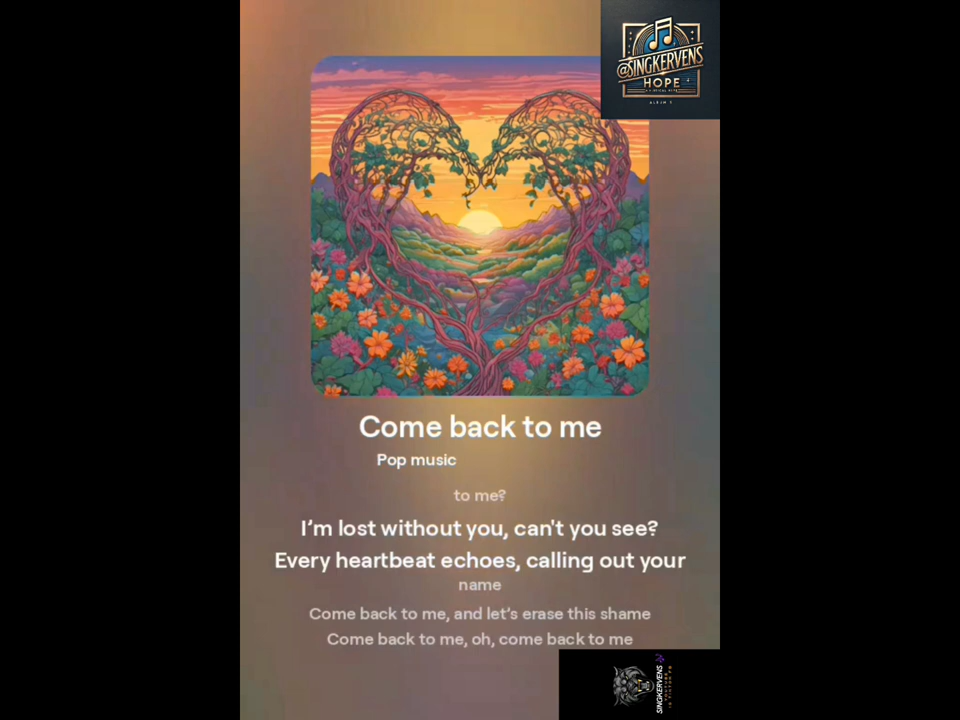 @SINGKERVENS
HOPE
ALBUM
Come back to me
Pop music
to me?
I'm lost without you, can't you see?
Every heartbeat echoes, calling out your
name
Come back to me, and let's erase this shame
Come back to me, oh, come back to me
SINGKERVENS